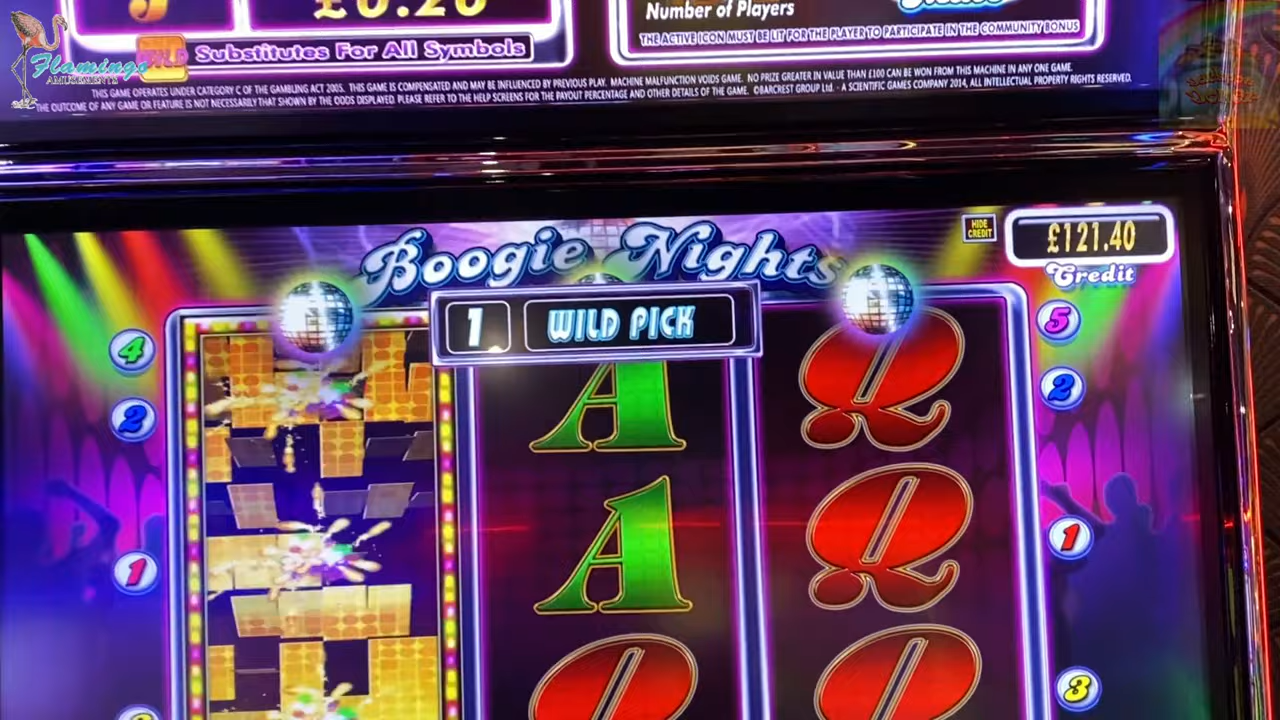 £0.20
Number of Players
WILD Substitutes For All Symbols
THE ACTIVE ICON MUST BE LIT FOR THE PLAYER TO PARTICIPATE IN THE COMMUNITY BONUS
Flamingo
AMUSEMENTS
THIS GAME OPERATES UNDER CATEGORY C OF THE GAMBLING ACT 2005. THIS GAME IS COMPENSATED AND MAY BE INFLUENCED BY PREVIOUS PLAY. MACHINE MALFUNCTION VOIDS GAME. NO PRIZE GREATER IN VALUE THAN £100 CAN BE WON FROM THIS MACHINE IN ANY ONE GAME.
THE OUTCOME OF ANY GAME OR FEATURE IS NOT NECESSARILY THAT SHOWN BY THE ODDS DISPLAYED. PLEASE REFER TO THE HELP SCREENS FOR THE PAYOUT PERCENTAGE AND OTHER DETAILS OF THE GAME. ©BARCREST GROUP Ltd. - A SCIENTIFIC GAMES COMPANY 2014, ALL INTELLECTUAL PROPERTY RIGHTS RESERVED.
Boogie Nights
HIDE
CREDIT
£121.40
Credit
1 WILD PICK
4
5
2
2
A
Q
1
A
Q
1
Q
Q
3